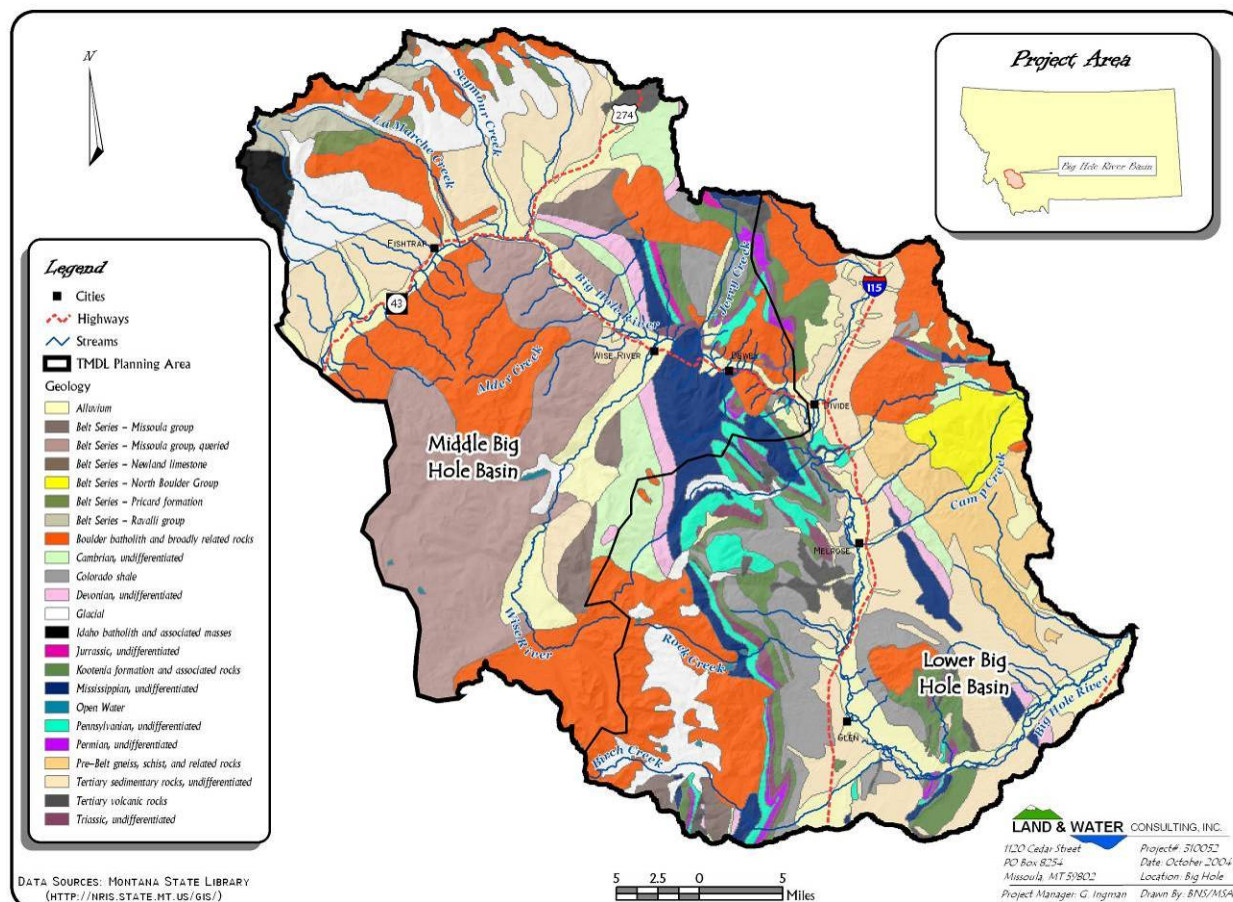 N
Project Area
Big Hole River Basin
Legend
Cities
Highways
Streams
TMDL Planning Area
Geology
Alluvium
Belt Series - Missoula group
Belt Series - Missoula group, queried
Belt Series - Newland limestone
Belt Series - North Boulder Group
Belt Series - Pricard formation
Belt Series - Ravalli group
Boulder batholith and broadly related rocks
Cambrian, undifferentiated
Colorado shale
Devonian, undifferentiated
Glacial
Idaho batholith and associated masses
Jurrassic, undifferentiated
Kootenia formation and associated rocks
Mississippian, undifferentiated
Open Water
Pennsylvanian, undifferentiated
Permian, undifferentiated
Pre-Belt gneiss, schist, and related rocks
Tertiary sedimentary rocks, undifferentiated
Tertiary volcanic rocks
Triassic, undifferentiated
Seymour Creek
La Marche Creek
274
FISHTRAP
43
Big Hole River
Jerry Creek
115
WISE RIVER
DEWEY
Alder Creek
DIVIDE
Middle Big
Hole Basin
Camp Creek
MELROSE
Wise River
Rock Creek
Lower Big
Hole Basin
Big Hole River
GLEN
Birch Creek
DATA SOURCES: MONTANA STATE LIBRARY
(HTTP://NRIS.STATE.MT.US/GIS/)
5 2.5 0 5
Miles
LAND & WATER CONSULTING, INC.
1120 Cedar Street
PO Box 8254
Missoula, MT 59802
Project#: 510052
Date: October 2004
Location: Big Hole
Project Manager: G. Ingman
Drawn By: BNS/MSA